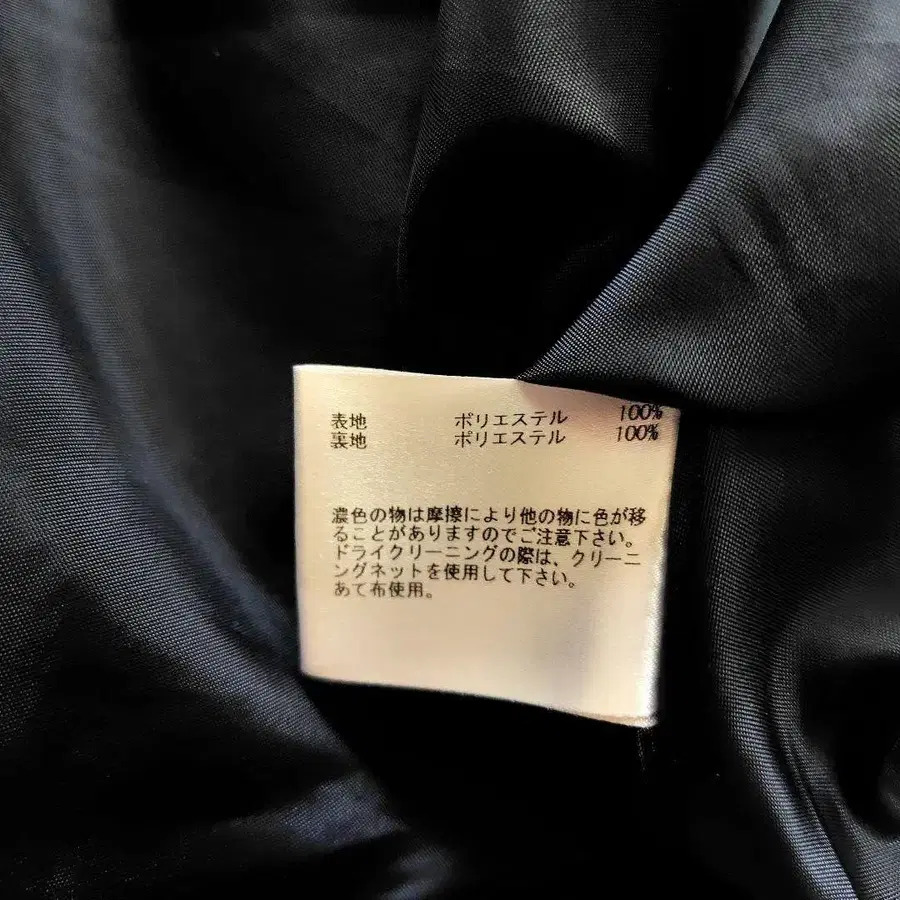 表地 ポリエステル 100%
裏地 ポリエステル 100%
濃色の物は摩擦により他の物に色が移
ることがありますのでご注意下さい。
ドライクリーニングの際は、クリーニ
ングネットを使用して下さい。
あて布使用。